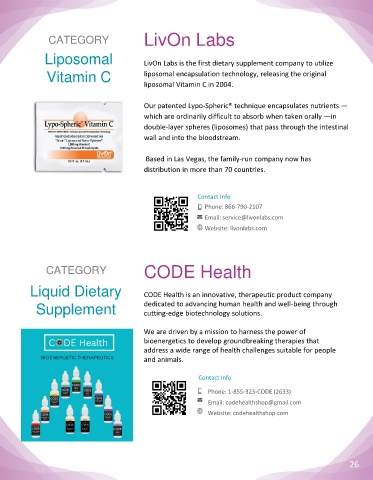 CATEGORY
Liposomal
Vitamin C
Lypo-Spheric® Vitamin C
LivOn
LivOn Labs
LivOn Labs is the first dietary supplement company to utilize
liposomal encapsulation technology, releasing the original
liposomal Vitamin C in 2004.
Our patented Lypo-Spheric® technique encapsulates nutrients —
which are ordinarily difficult to absorb when taken orally —in
double-layer spheres (liposomes) that pass through the intestinal
wall and into the bloodstream.
Based in Las Vegas, the family-run company now has
distribution in more than 70 countries.
Contact Info
Phone: 866-790-2107
Email: service@livonlabs.com
Website: livonlabs.com
CATEGORY
Liquid Dietary
Supplement
CODE Health
BIOENERGETIC THERAPEUTICS
CODE Health
CODE Health is an innovative, therapeutic product company
dedicated to advancing human health and well-being through
cutting-edge biotechnology solutions.
We are driven by a mission to harness the power of
bioenergetics to develop groundbreaking therapies that
address a wide range of health challenges suitable for people
and animals.
Contact Info
Phone: 1-855-323-CODE (2633)
Email: codehealthshop@gmail.com
Website: codehealthshop.com
26